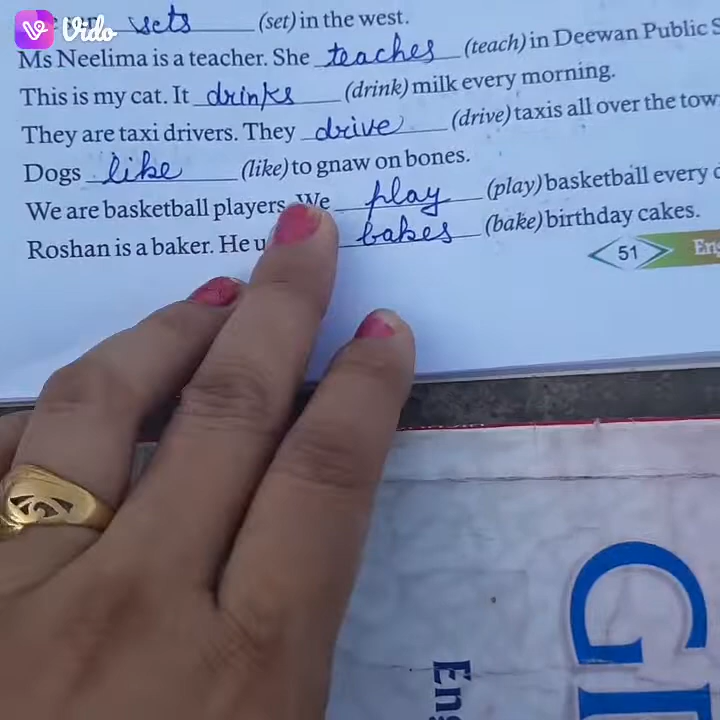 Vido
sets (set) in the west.
Ms Neelima is a teacher. She teaches (teach) in Deewan Public
This is my cat. It drinks (drink) milk every morning.
They are taxi drivers. They drive (drive) taxis all over the
Dogs like (like) to gnaw on bones.
We are basketball players. We play (play) basketball every
Roshan is a baker. He bakes (bake) birthday cakes.
51